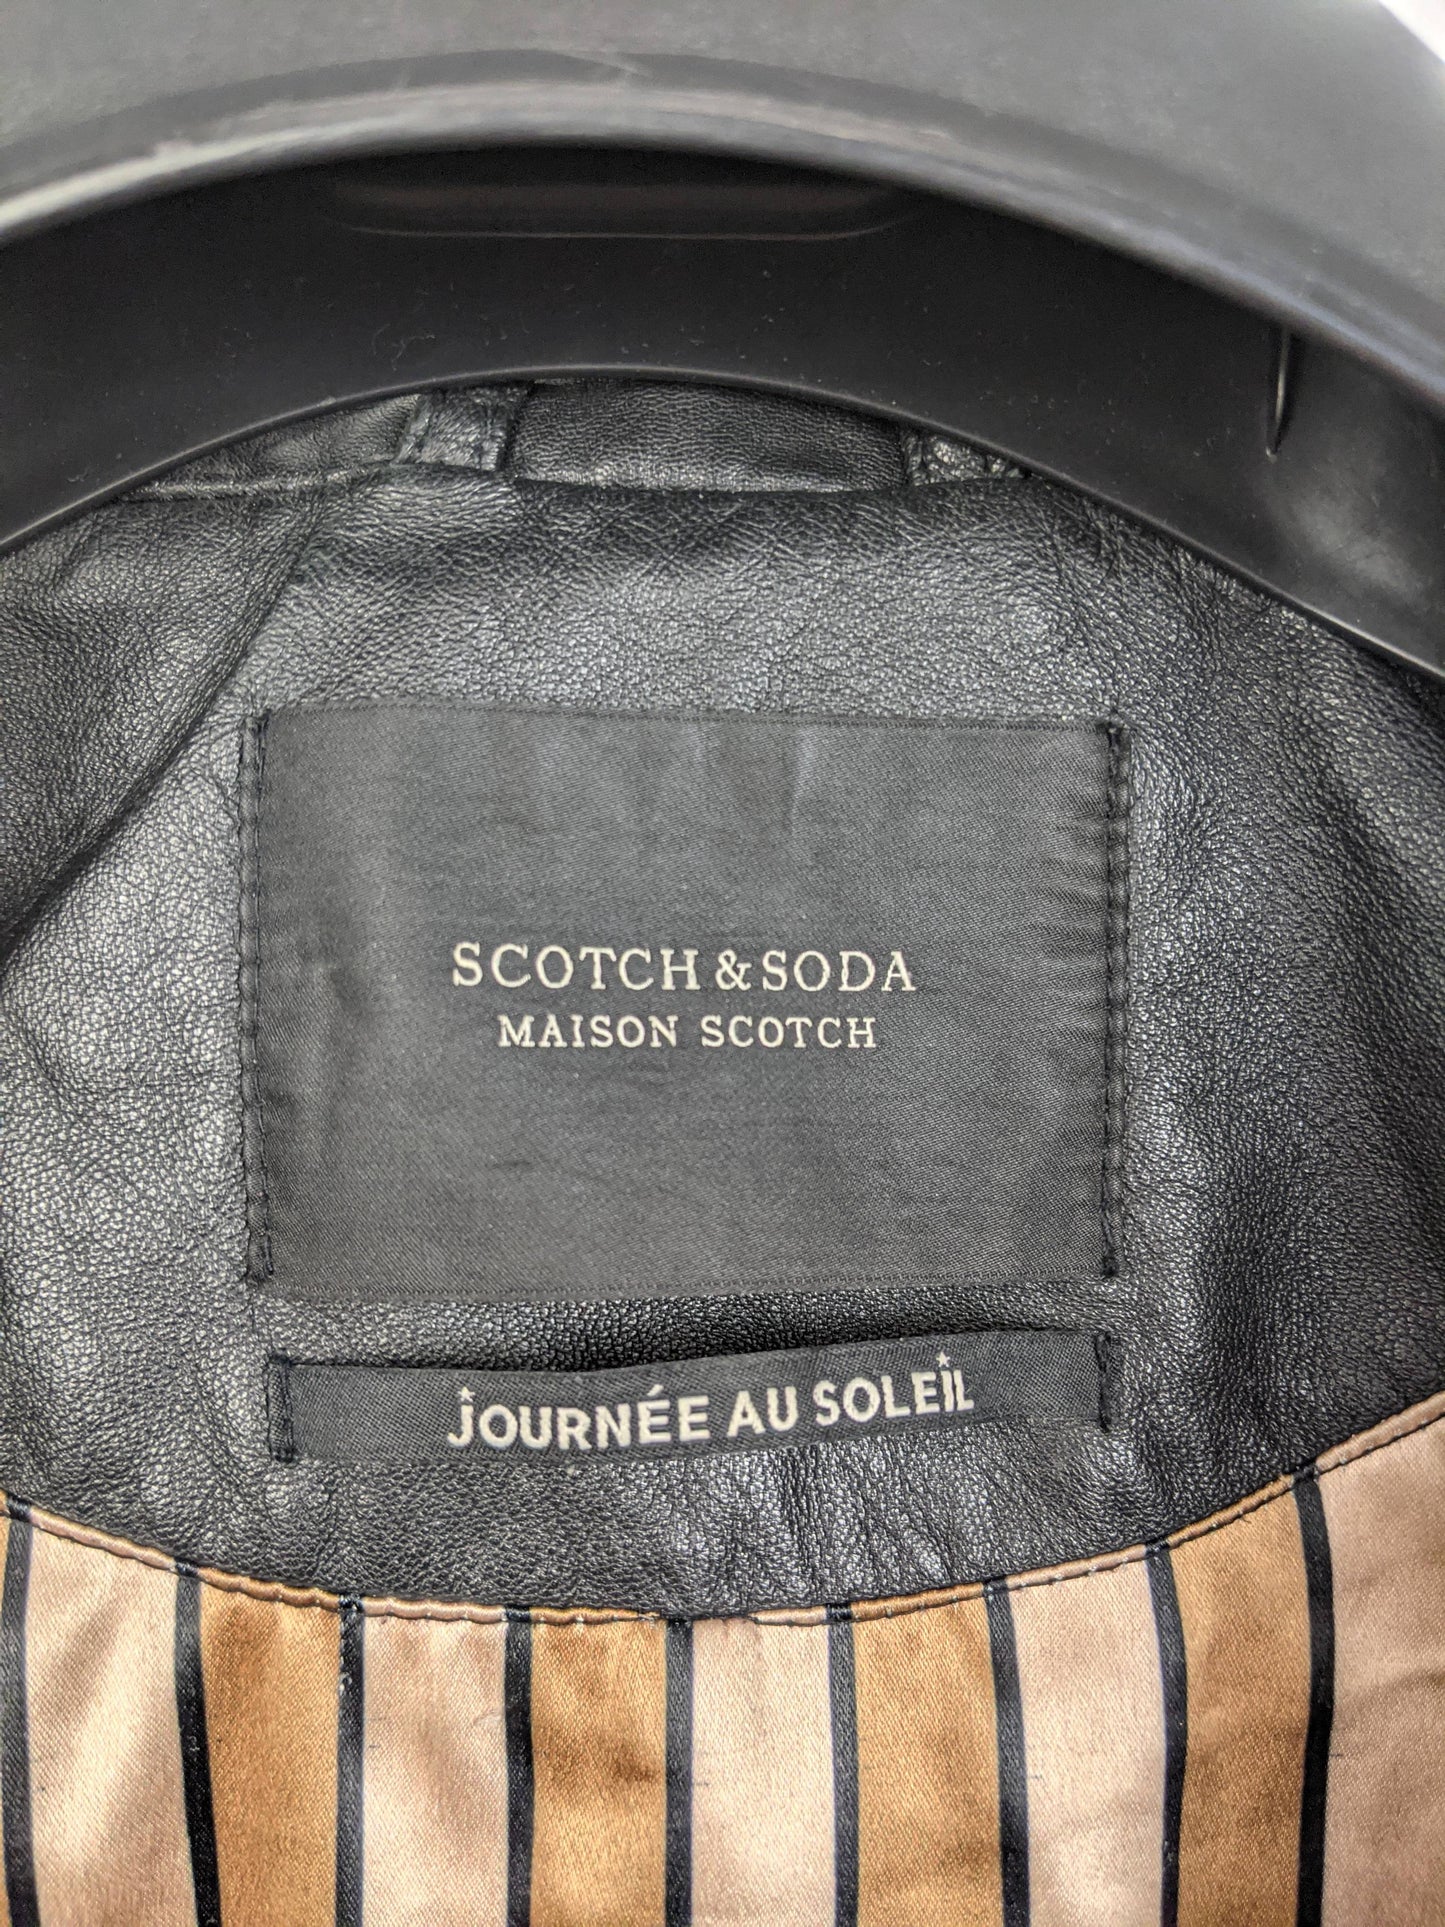 SCOTCH & SODA
MAISON SCOTCH
JOURNÉE AU SOLEIL